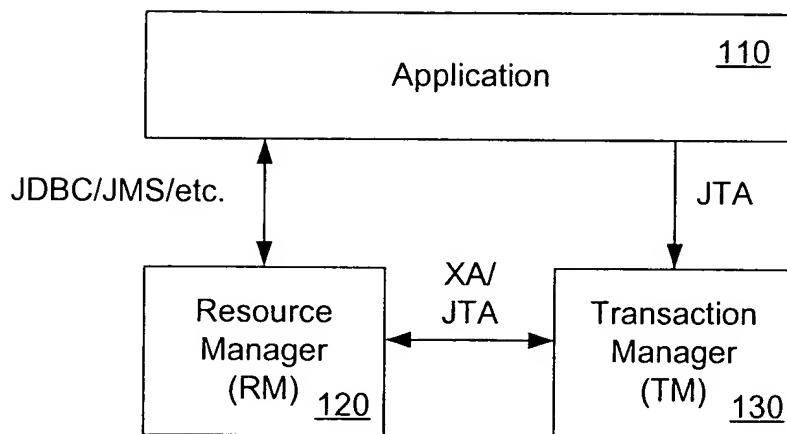 110
Application
JDBC/JMS/etc.
JTA
XA/
JTA
Resource
Manager
(RM)
120
Transaction
Manager
(TM)
130